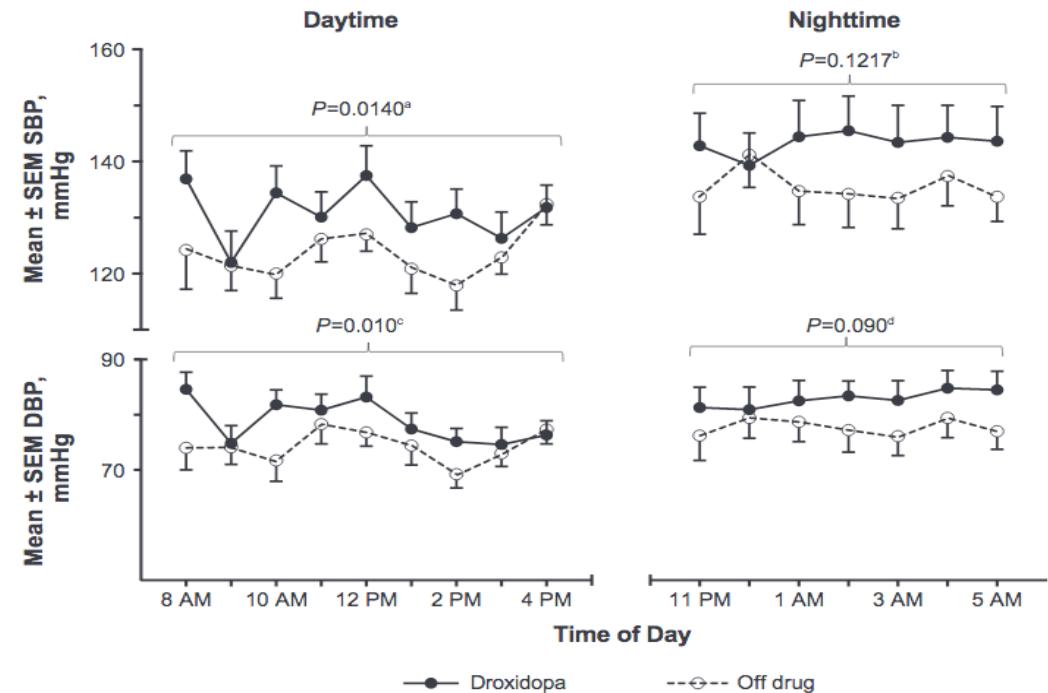 Daytime
Nighttime
Mean ± SEM SBP,
mmHg
160
140
120
P=0.0140ᵃ
P=0.1217ᵇ
Mean ± SEM DBP,
mmHg
90
70
P=0.010ᶜ
P=0.090ᵈ
8 AM 10 AM 12 PM 2 PM 4 PM
11 PM 1 AM 3 AM 5 AM
Time of Day
Droxidopa Off drug